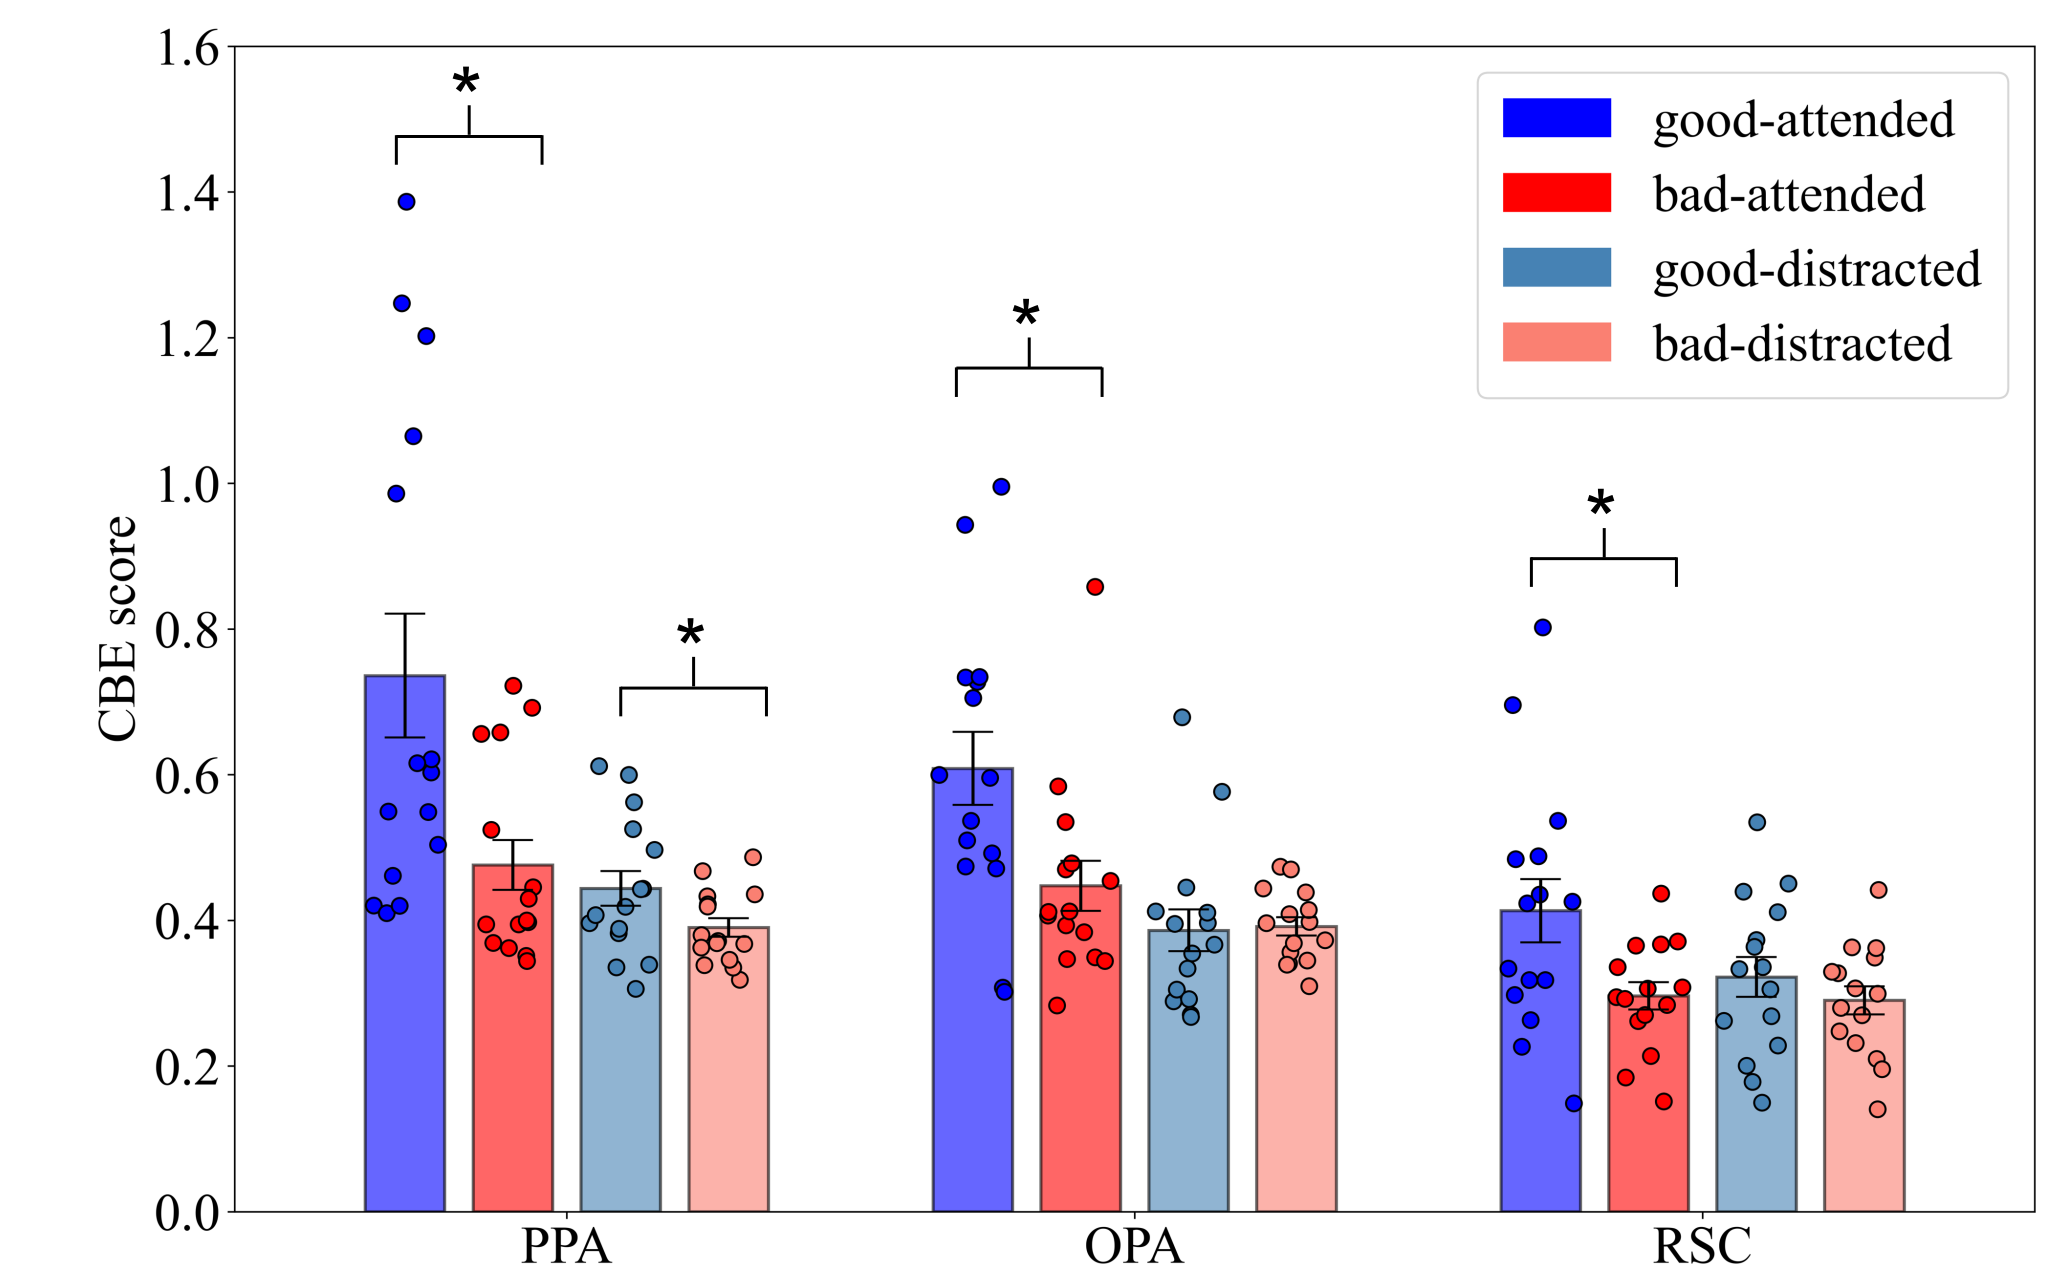 1.6
1.4
1.2
1.0
0.8
0.6
0.4
0.2
0.0
CBE score
*
*
*
*
good-attended
bad-attended
good-distracted
bad-distracted
PPA
OPA
RSC